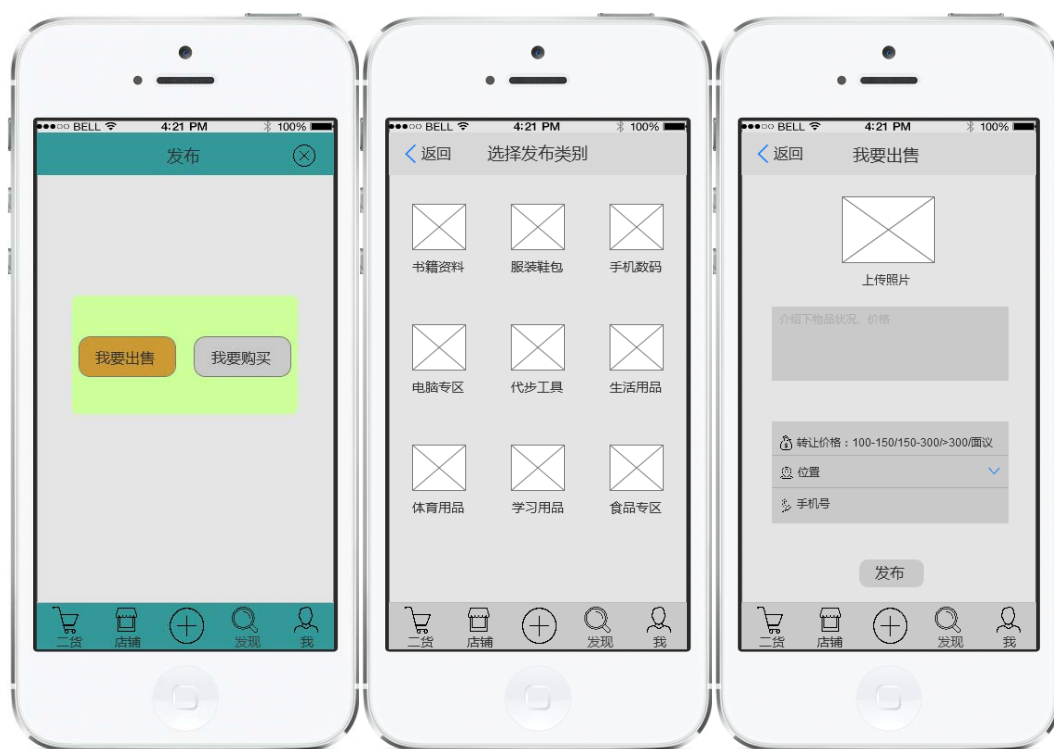 BELL 4:21 PM 100%
发布
我要出售 我要购买
二货 店铺 发现 我
BELL 4:21 PM 100%
返回 选择发布类别
书籍资料 服装鞋包 手机数码
电脑专区 代步工具 生活用品
体育用品 学习用品 食品专区
二货 店铺 发现 我
BELL 4:21 PM 100%
返回 我要出售
上传照片
介绍下物品状况、价格
转让价格：100-150/150-300/>300/面议
位置
手机号
发布
二货 店铺 发现 我